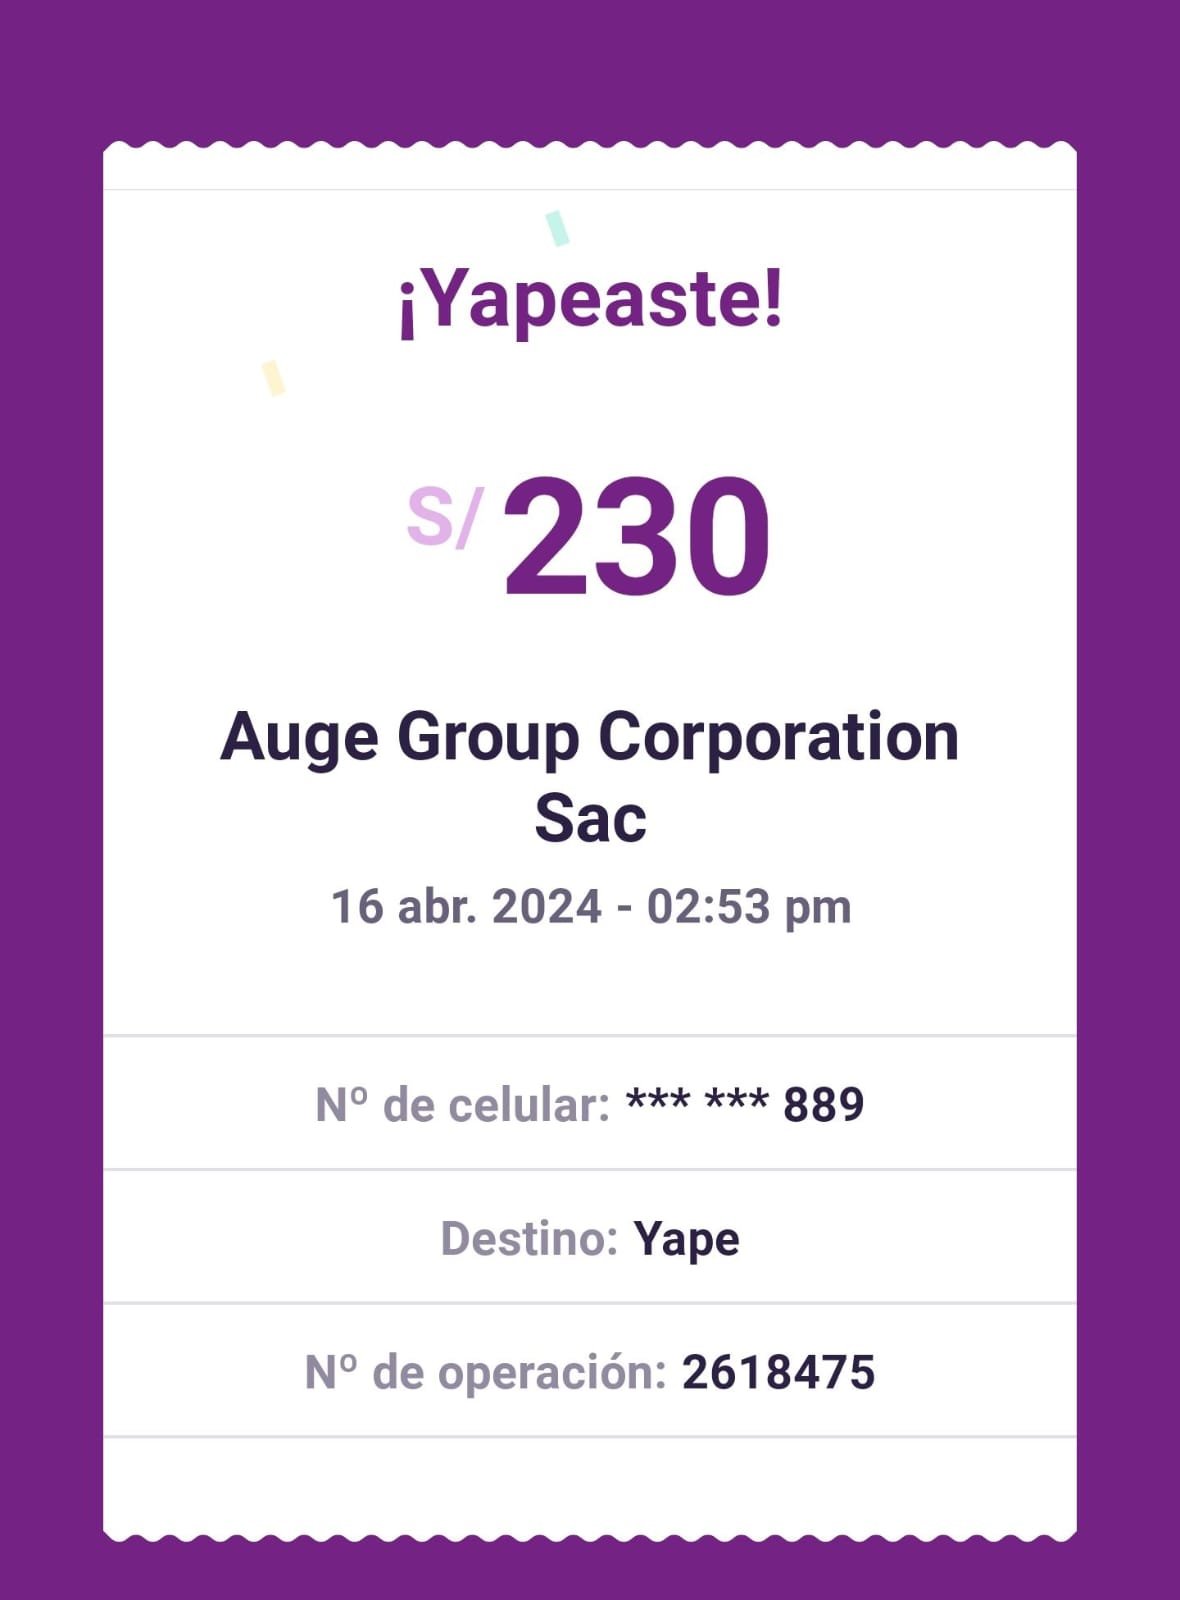 ¡Yapeaste!
S/ 230
Auge Group Corporation
Sac
16 abr. 2024 - 02:53 pm
Nº de celular: *** *** 889
Destino: Yape
Nº de operación: 2618475